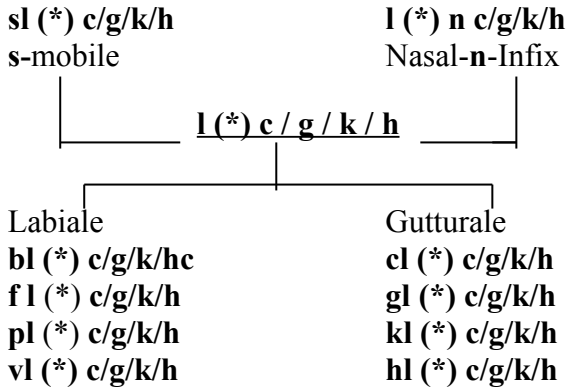 sl (*) c/g/k/h l (*) n c/g/k/h
s-mobile Nasal-n-Infix
l (*) c / g / k / h
Labiale Gutturale
bl (*) c/g/k/hc cl (*) c/g/k/h
f l (*) c/g/k/h gl (*) c/g/k/h
pl (*) c/g/k/h kl (*) c/g/k/h
vl (*) c/g/k/h hl (*) c/g/k/h